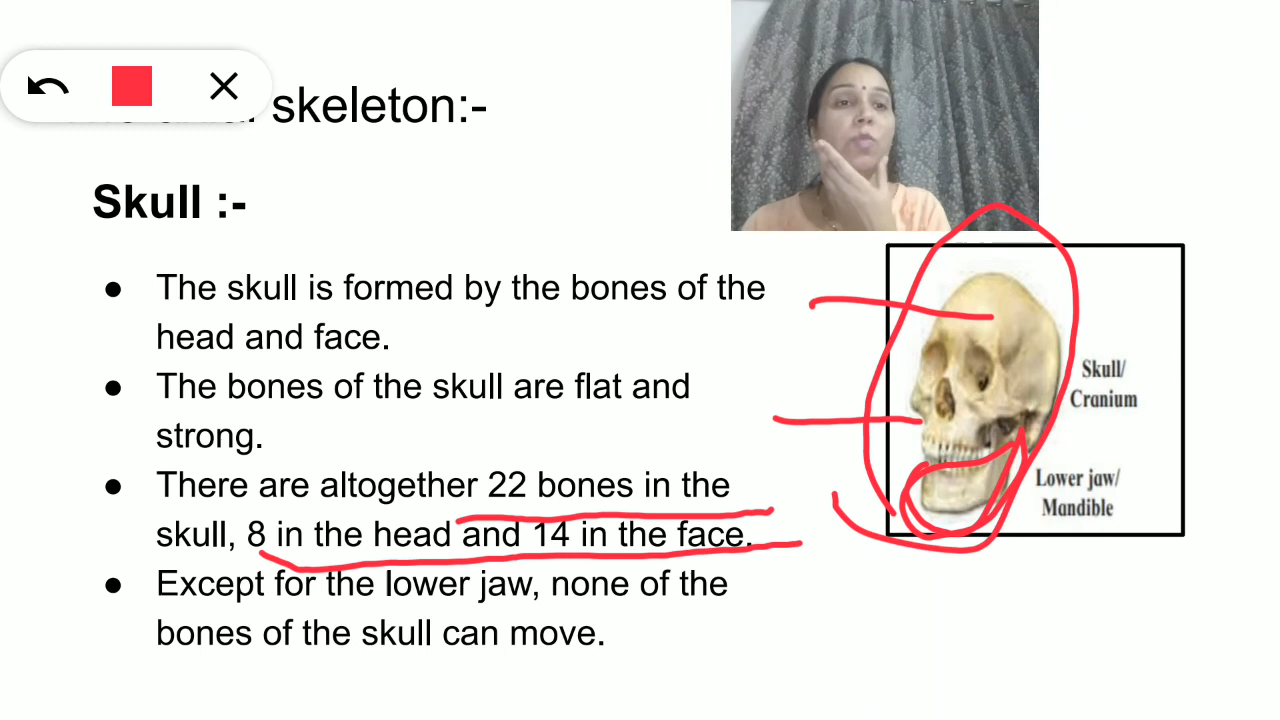 skeleton:-
Skull :-
● The skull is formed by the bones of the
head and face.
● The bones of the skull are flat and
strong.
● There are altogether 22 bones in the
skull, 8 in the head and 14 in the face.
● Except for the lower jaw, none of the
bones of the skull can move.
Skull/
Cranium
Lower jaw/
Mandible